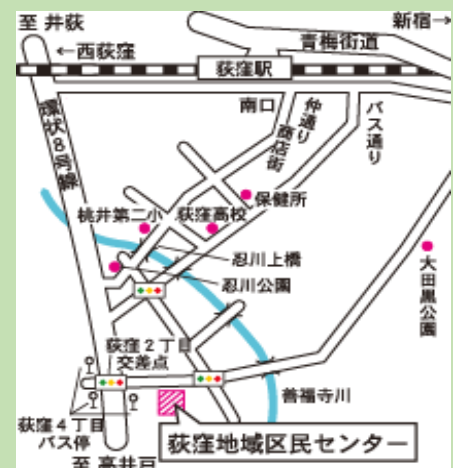 至 井荻
新宿→
←西荻窪
青梅街道
荻窪駅
南口
仲通り
商店街
バス通り
環状8号線
保健所
桃井第二小
荻窪高校
忍川上橋
忍川公園
大田黒公園
荻窪2丁目
交差点
善福寺川
荻窪4丁目
バス停
荻窪地域区民センター
至 高井戸